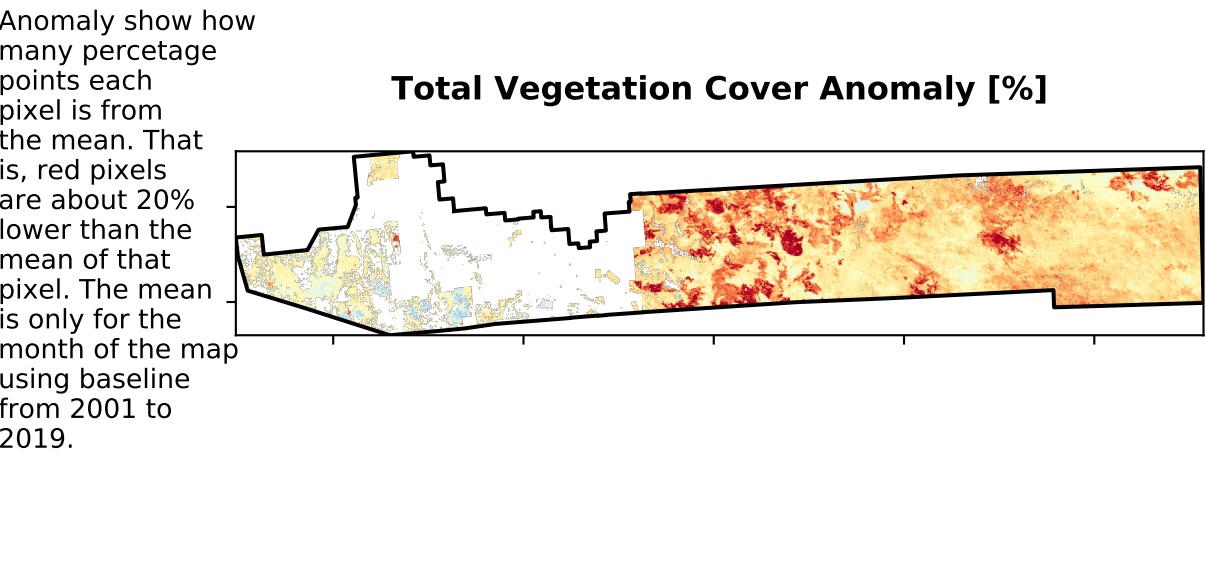 Anomaly show how
many percetage
points each
pixel is from
the mean. That
is, red pixels
are about 20%
lower than the
mean of that
pixel. The mean
is only for the
month of the map
using baseline
from 2001 to
2019.
Total Vegetation Cover Anomaly [%]